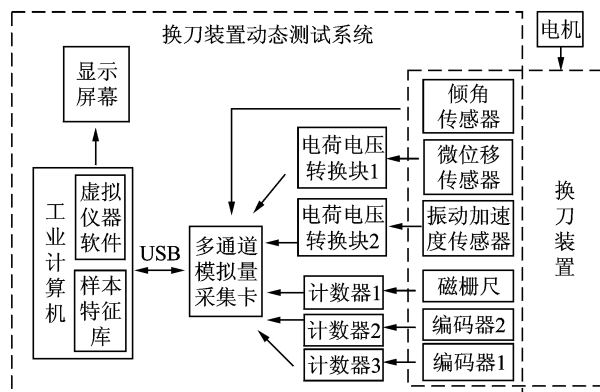 换刀装置动态测试系统
电机
显示
屏幕
倾角
传感器
电荷电压
转换块1
微位移
传感器
工业计算机
虚拟
仪器
软件
样本
特征
库
USB
多通道
模拟量
采集卡
电荷电压
转换块2
振动加速
度传感器
换刀装置
计数器1
磁栅尺
计数器2
编码器2
计数器3
编码器1